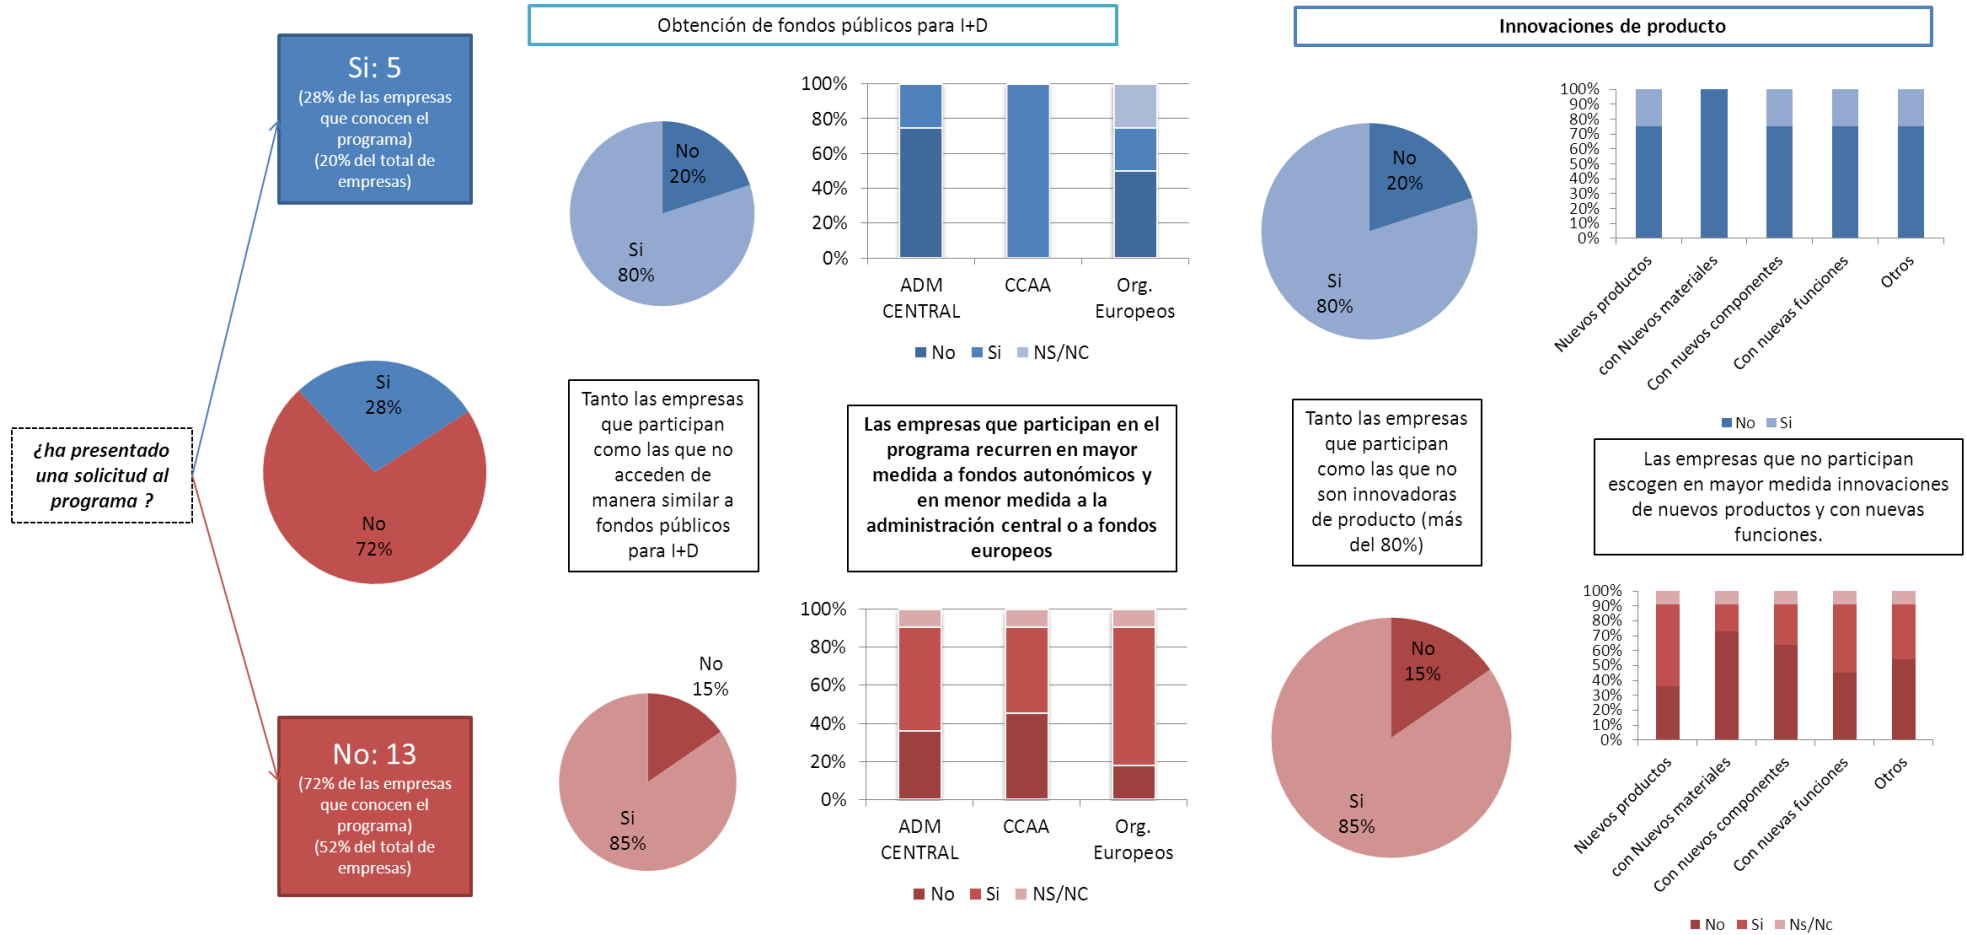 Obtención de fondos públicos para I+D
Innovaciones de producto
Si: 5
(28% de las empresas
que conocen el
programa)
(20% del total de
empresas)
No
20%
Si
80%
100%
80%
60%
40%
20%
0%
ADM
CENTRAL
CCAA
Org.
Europeos
No Si NS/NC
No
20%
Si
80%
100%
90%
80%
70%
60%
50%
40%
30%
20%
10%
0%
Nuevos productos
con Nuevos materiales
Con nuevos componentes
Con nuevas funciones
Otros
No Si
¿ha presentado
una solicitud al
programa ?
Si
28%
No
72%
Tanto las empresas
que participan
como las que no
acceden de
manera similar a
fondos públicos
para I+D
Las empresas que participan en el
programa recurren en mayor
medida a fondos autonómicos y
en menor medida a la
administración central o a fondos
europeos
Tanto las empresas
que participan
como las que no
son innovadoras
de producto (más
del 80%)
Las empresas que no participan
escogen en mayor medida innovaciones
de nuevos productos y con nuevas
funciones.
No: 13
(72% de las empresas
que conocen el
programa)
(52% del total de
empresas)
No
15%
Si
85%
100%
80%
60%
40%
20%
0%
ADM
CENTRAL
CCAA
Org.
Europeos
No Si NS/NC
No
15%
Si
85%
100%
90%
80%
70%
60%
50%
40%
30%
20%
10%
0%
Nuevos productos
con Nuevos materiales
Con nuevos componentes
Con nuevas funciones
Otros
No Si Ns/Nc